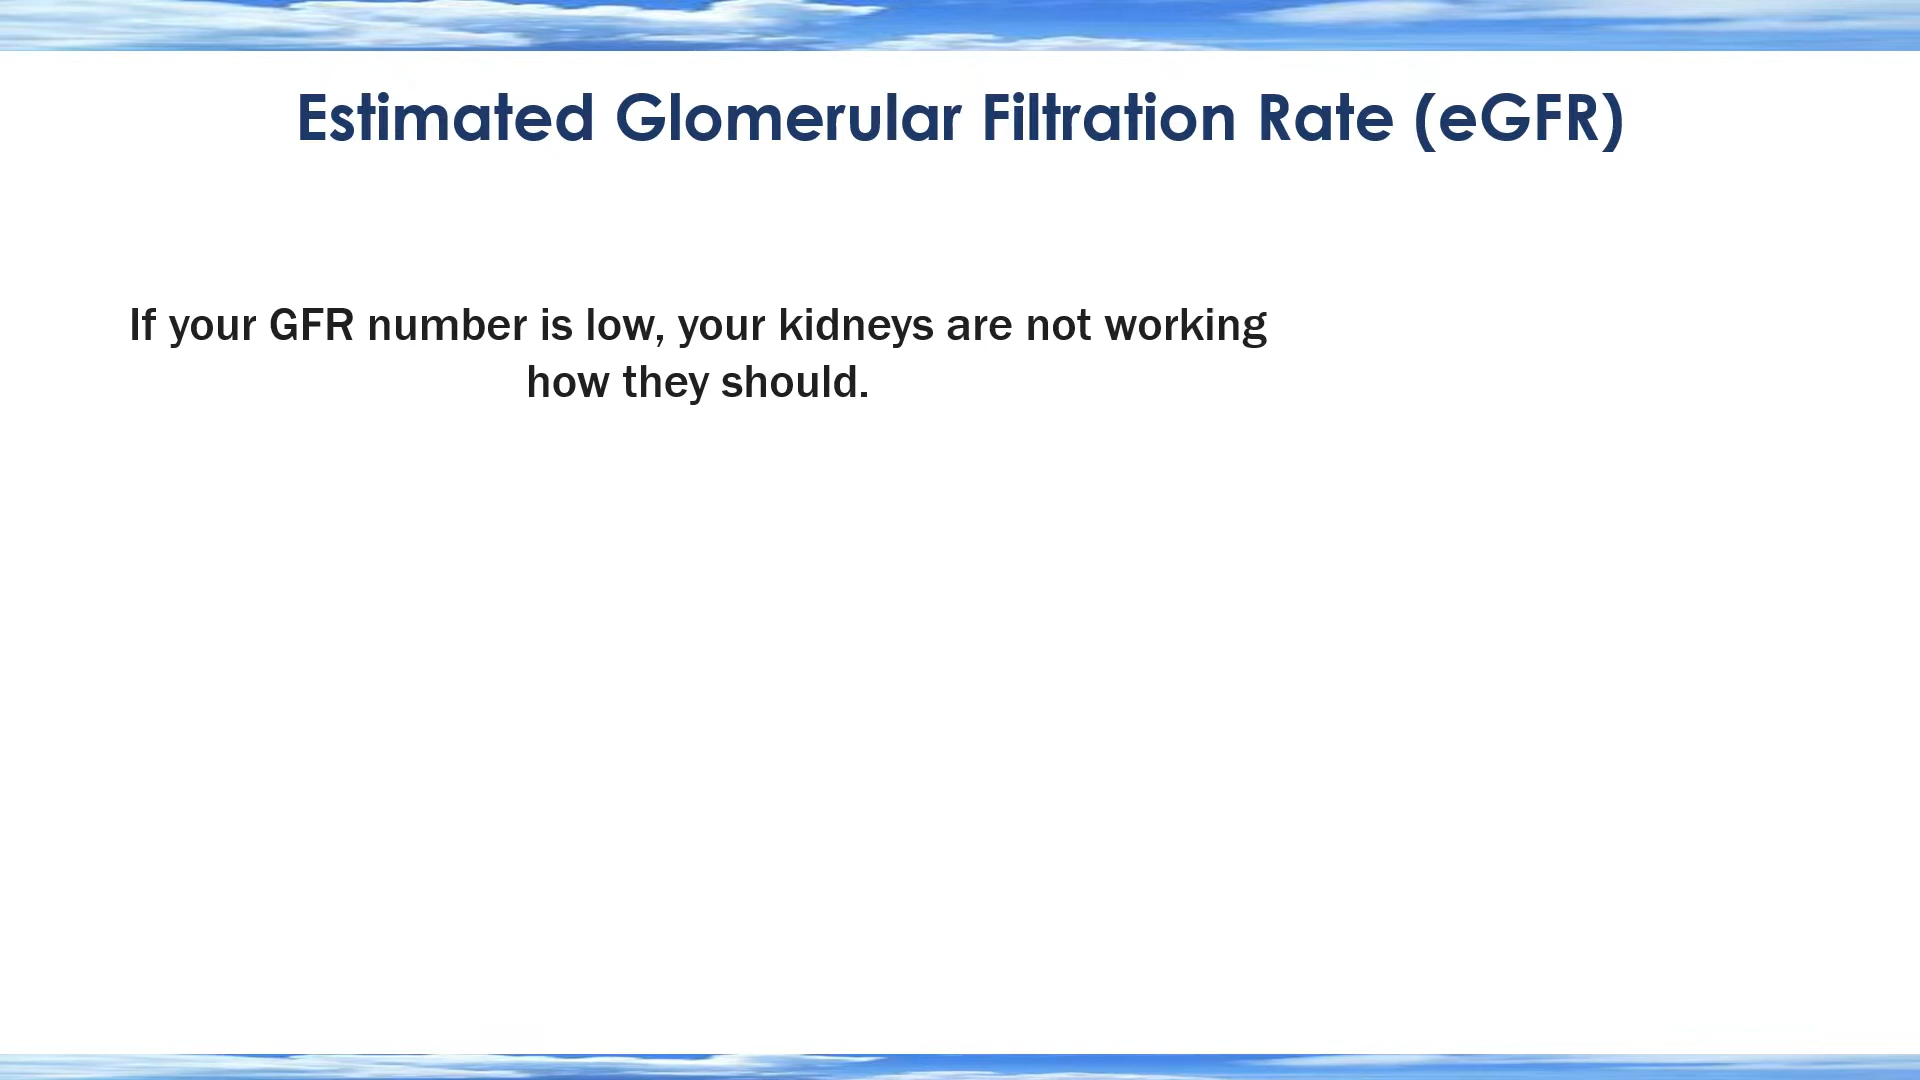 Estimated Glomerular Filtration Rate (eGFR)
If your GFR number is low, your kidneys are not working
how they should.